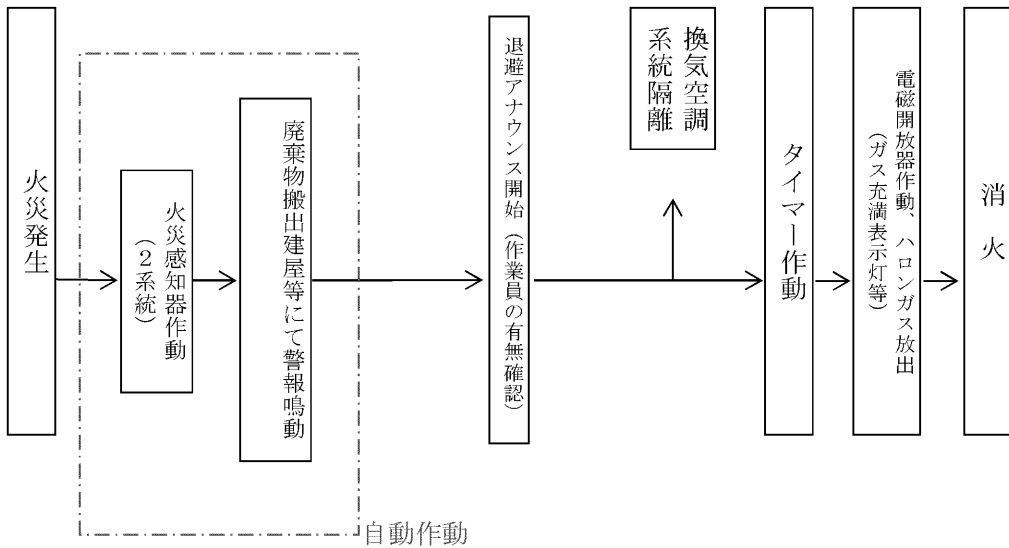 火災発生
火災感知器作動
(２系統)
廃棄物搬出建屋等にて警報鳴動
自動作動
退避アナウンス開始（作業員の有無確認）
換気空調
系統隔離
タイマー作動
電磁開放器作動、ハロンガス放出
(ガス充満表示灯等)
消火